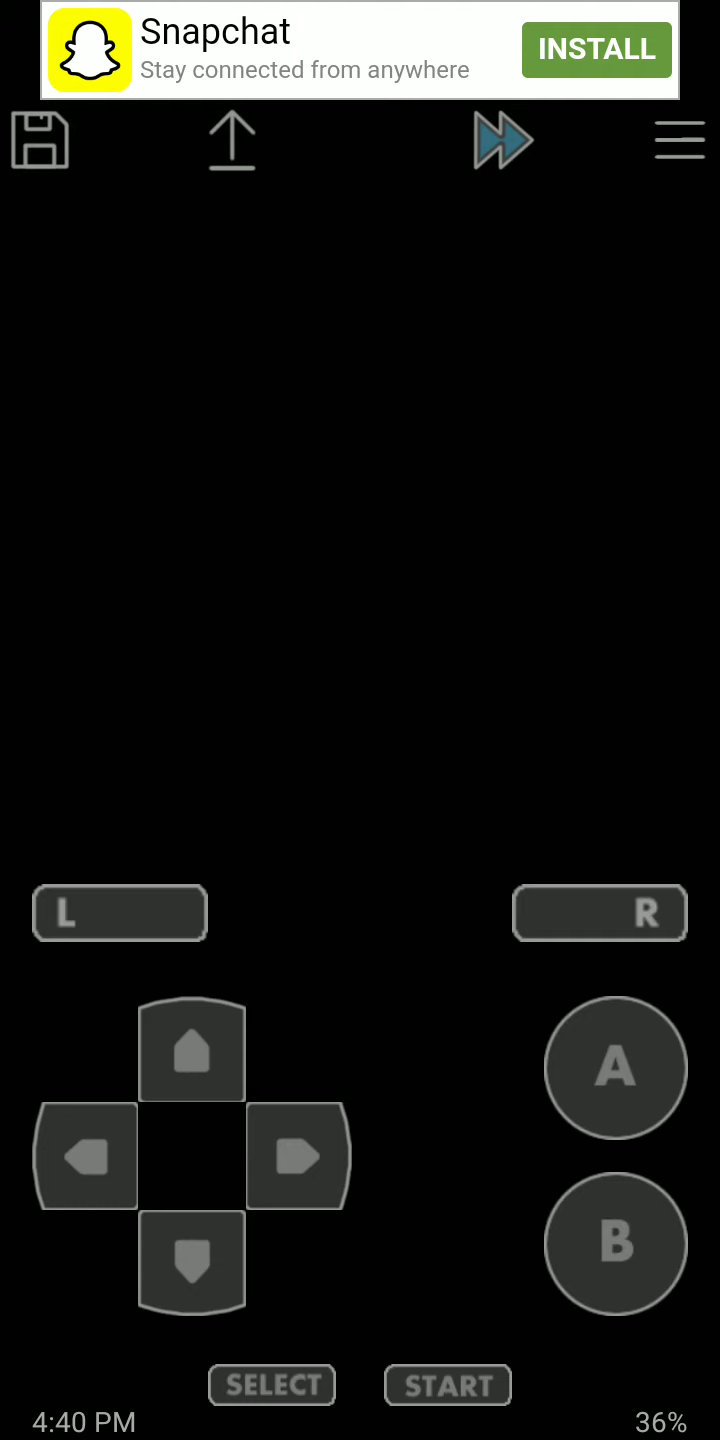 Snapchat
Stay connected from anywhere
INSTALL
L
R
A
B
SELECT
START
4:40 PM
36%